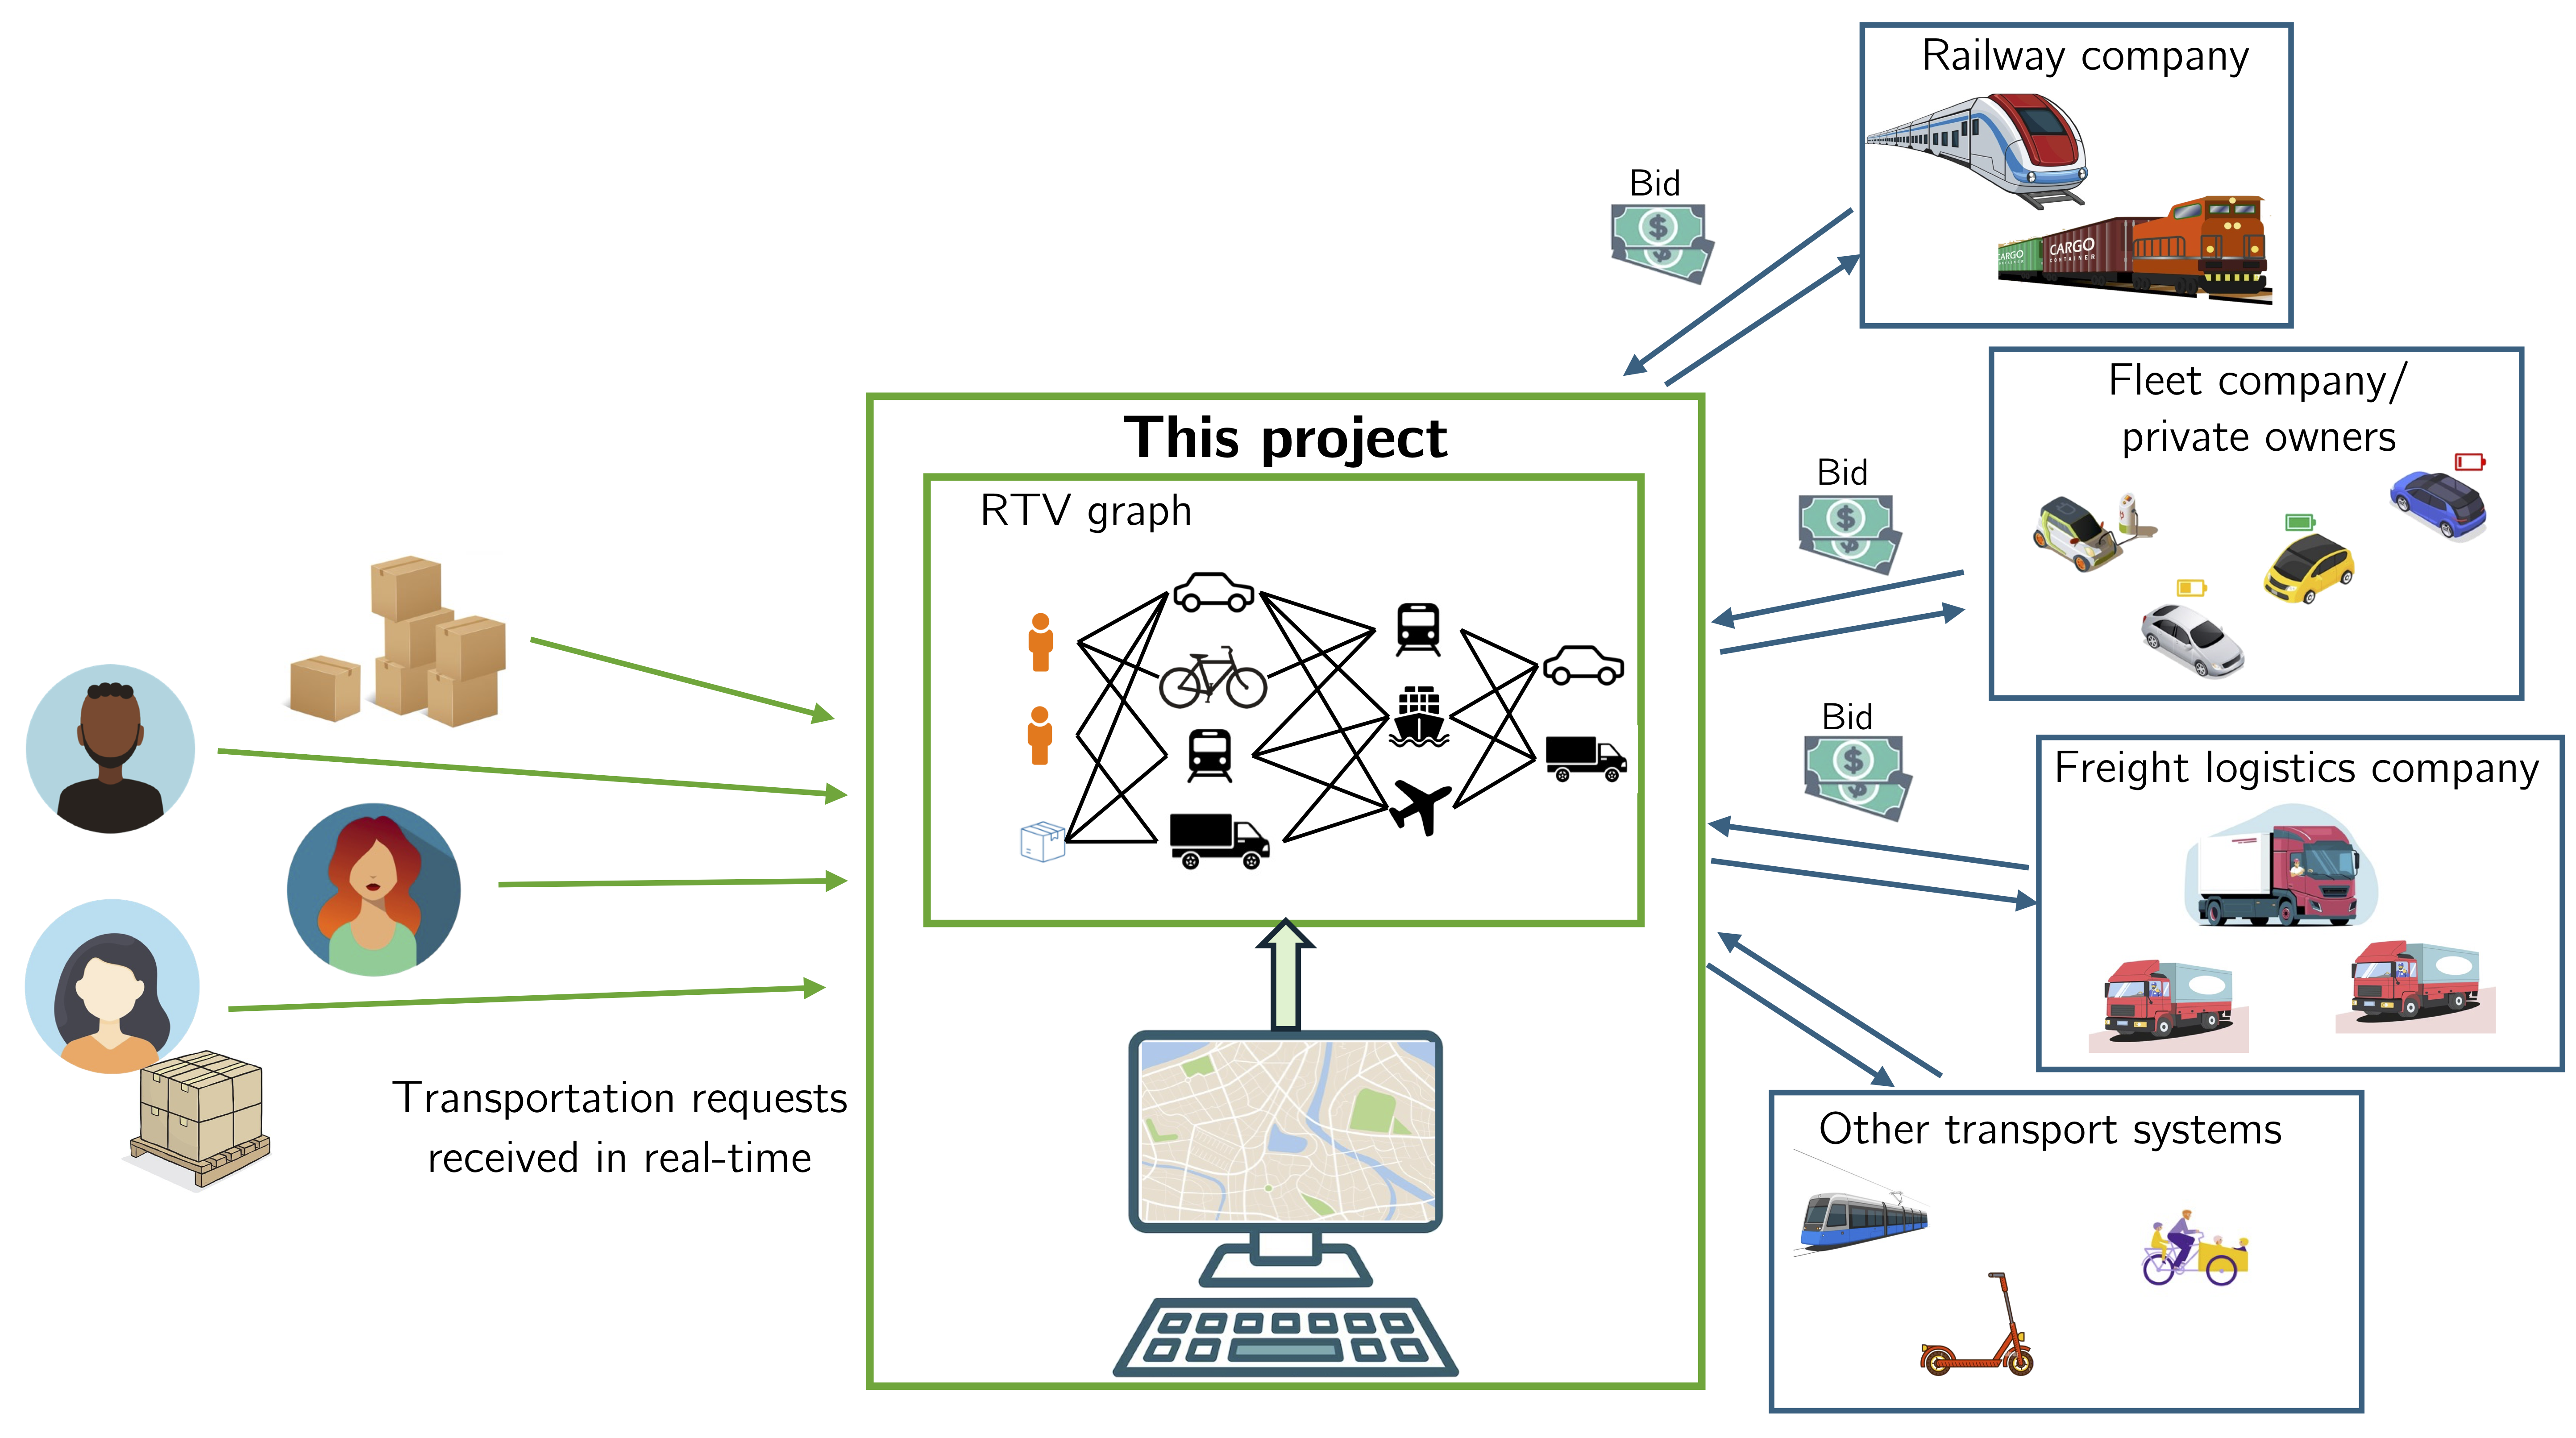 Railway company
CARGO
CONTAINER
CARGO
CONTAINER
Bid
$
$
Fleet company/
private owners
Bid
$
$
This project
RTV graph
Bid
$
$
Freight logistics company
Transportation requests
received in real-time
Other transport systems